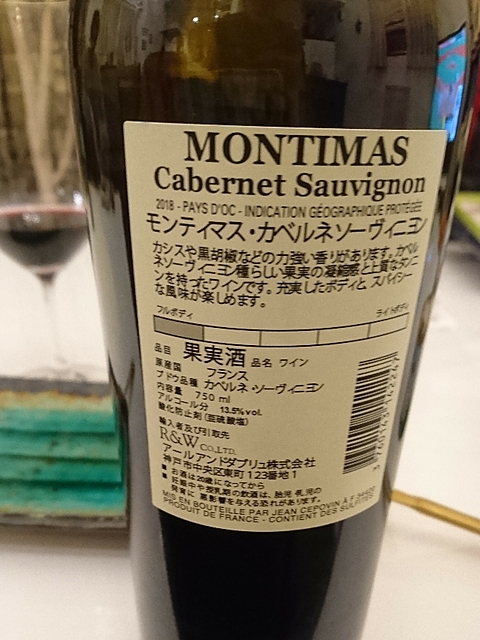 MONTIMAS
Cabernet Sauvignon
2018 - PAYS D'OC - INDICATION GÉOGRAPHIQUE PROTÉGÉE
モンティマス・カベルネソーヴィニヨン
カシスや黒胡椒などの力強い香りがあります。カベル
ネソーヴィニヨン種らしい果実の凝縮感と上質なタンニ
ンを持ったワインです。充実したボディと、スパイシー
な風味が楽しめます。
フルボディ ライトボディ
品目 果実酒 品名 ワイン
原産国 フランス
ブドウ品種 カベルネ・ソーヴィニヨン
内容量 750 ml
アルコール分 13.5% vol.
酸化防止剤(亜硫酸塩)
輸入者及び引取先
R&W CO.,LTD.
アールアンドダブリュ株式会社
神戸市中央区東町 123番地 1
■ お酒は20歳になってから
■ 妊娠中や授乳期の飲酒は、胎児・乳児の
発育に悪影響を与える恐れがあります。
MIS EN BOUTEILLE PAR JEAN CEPOVIN À F 34400
PRODUIT DE FRANCE - CONTIENT DES SULFITES